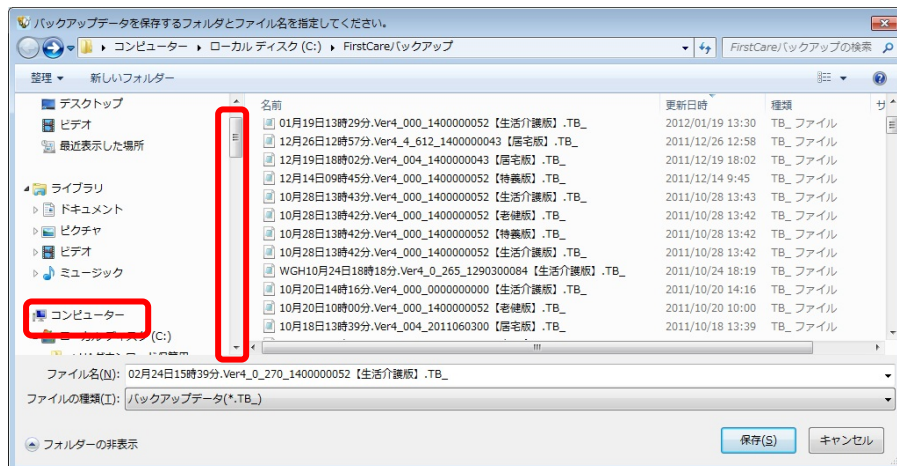 バックアップデータを保存するフォルダとファイル名を指定してください。
コンピューター ▸ ローカル ディスク (C:) ▸ FirstCareバックアップ
FirstCareバックアップの検索
整理 新しいフォルダー
デスクトップ
ビデオ
最近表示した場所
ライブラリ
ドキュメント
ピクチャ
ビデオ
ミュージック
コンピューター
ローカル ディスク (C:)
名前 更新日時 種類 サ
01月19日13時29分.Ver4_000_1400000052【生活介護版】.TB_ 2012/01/19 13:30 TB_ ファイル
12月26日12時57分.Ver4_4_612_1400000043【居宅版】.TB_ 2011/12/26 12:58 TB_ ファイル
12月19日18時02分.Ver4_004_1400000043【居宅版】.TB_ 2011/12/19 18:02 TB_ ファイル
12月14日09時45分.Ver4_000_1400000052【特養版】.TB_ 2011/12/14 9:45 TB_ ファイル
10月28日13時43分.Ver4_000_1400000052【生活介護版】.TB_ 2011/10/28 13:43 TB_ ファイル
10月28日13時42分.Ver4_000_1400000052【老健版】.TB_ 2011/10/28 13:42 TB_ ファイル
10月28日13時42分.Ver4_000_1400000052【特養版】.TB_ 2011/10/28 13:42 TB_ ファイル
10月28日13時42分.Ver4_000_1400000052【生活介護版】.TB_ 2011/10/28 13:42 TB_ ファイル
WGH10月24日18時18分.Ver4_0_265_1290300084【生活介護版】.TB_ 2011/10/24 18:19 TB_ ファイル
10月20日14時16分.Ver4_000_0000000000【生活介護版】.TB_ 2011/10/20 14:16 TB_ ファイル
10月20日10時00分.Ver4_000_1400000052【老健版】.TB_ 2011/10/20 10:00 TB_ ファイル
10月18日13時39分.Ver4_004_2011060300【居宅版】.TB_ 2011/10/18 13:39 TB_ ファイル
ファイル名(N): 02月24日15時39分.Ver4_0_270_1400000052【生活介護版】.TB_
ファイルの種類(T): バックアップデータ(*.TB_)
フォルダーの非表示
保存(S) キャンセル